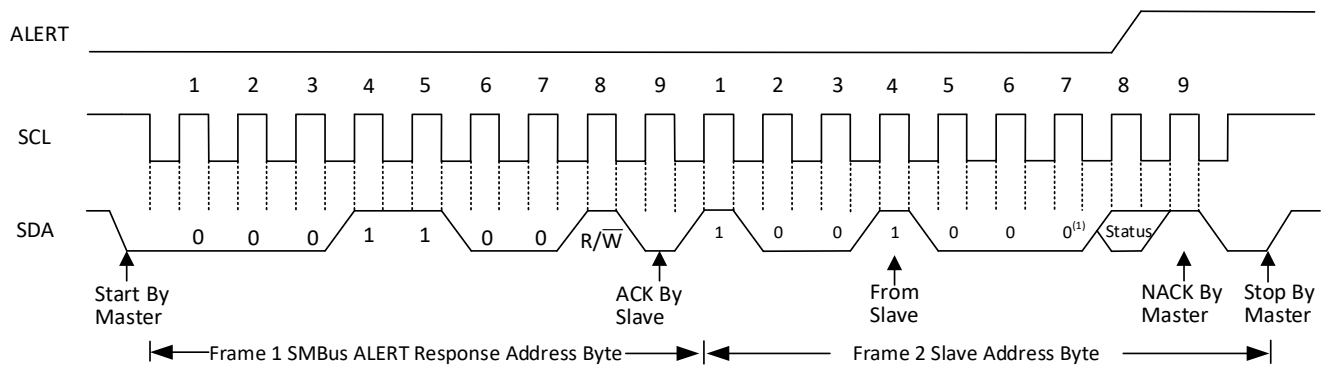 ALERT
1 2 3 4 5 6 7 8 9 1 2 3 4 5 6 7 8 9
SCL
SDA 0 0 0 1 1 0 0 R/W̅ 1 0 0 1 0 0 0⁽¹⁾ Status
Start By
Master
ACK By
Slave
From
Slave
NACK By
Master
Stop By
Master
Frame 1 SMBus ALERT Response Address Byte
Frame 2 Slave Address Byte